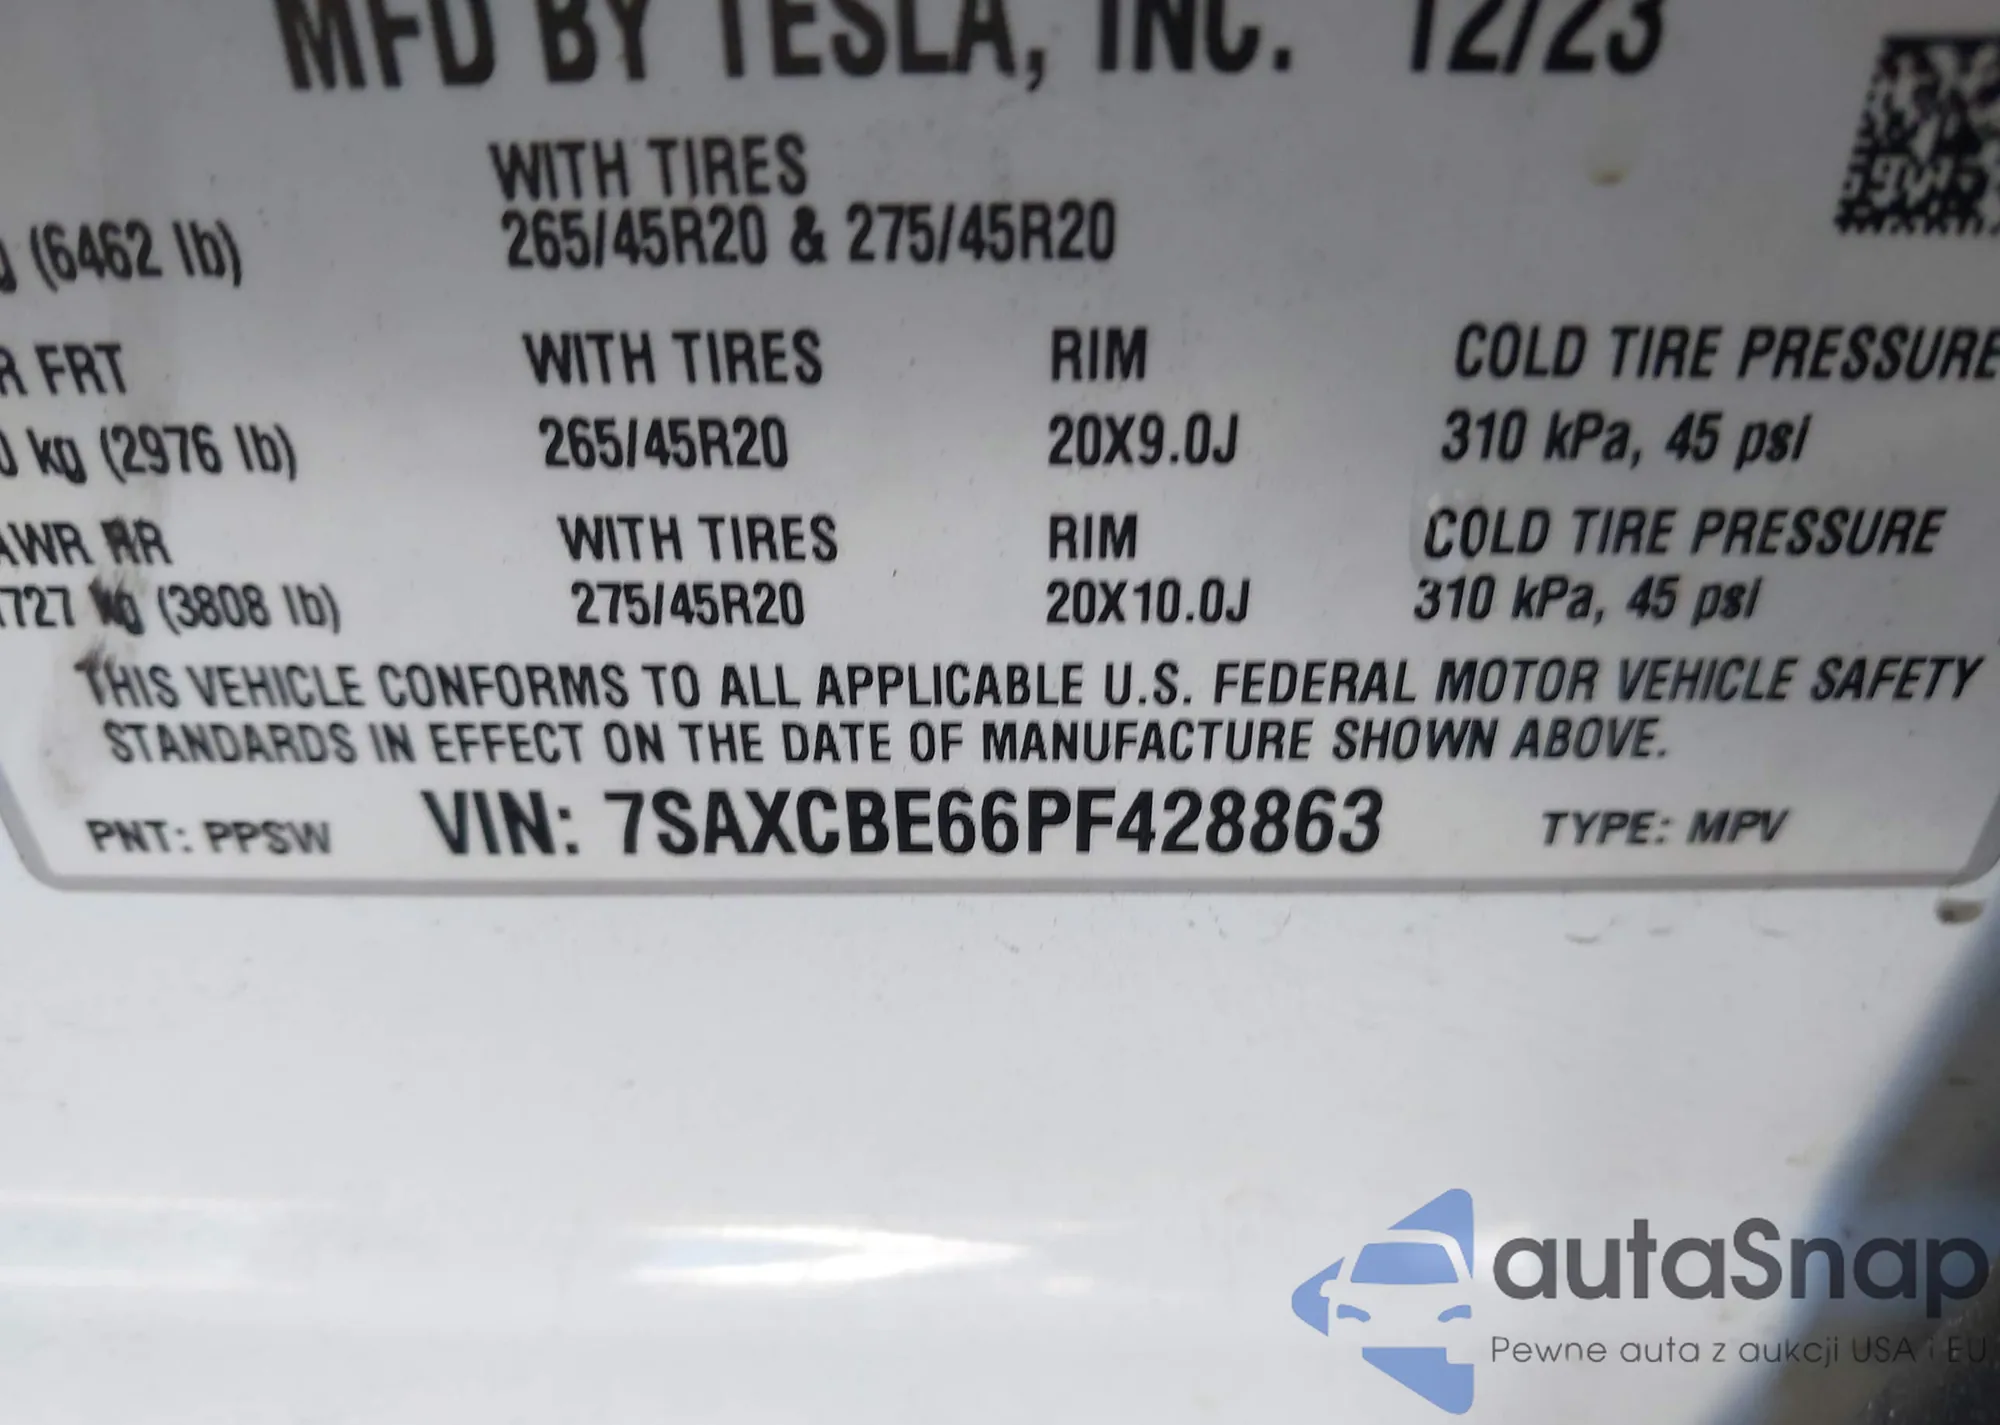 MFD BY TESLA, INC. 12/23
WITH TIRES
(6462 lb) 265/45R20 & 275/45R20
FRT WITH TIRES RIM COLD TIRE PRESSURE
kg (2976 lb) 265/45R20 20X9.0J 310 kPa, 45 psi
RR WITH TIRES RIM COLD TIRE PRESSURE
727 kg (3808 lb) 275/45R20 20X10.0J 310 kPa, 45 psi
THIS VEHICLE CONFORMS TO ALL APPLICABLE U.S. FEDERAL MOTOR VEHICLE SAFETY
STANDARDS IN EFFECT ON THE DATE OF MANUFACTURE SHOWN ABOVE.
PNT: PPSW VIN: 7SAXCBE66PF428863 TYPE: MPV
autaSnap
Pewne auta z aukcji USA i EU